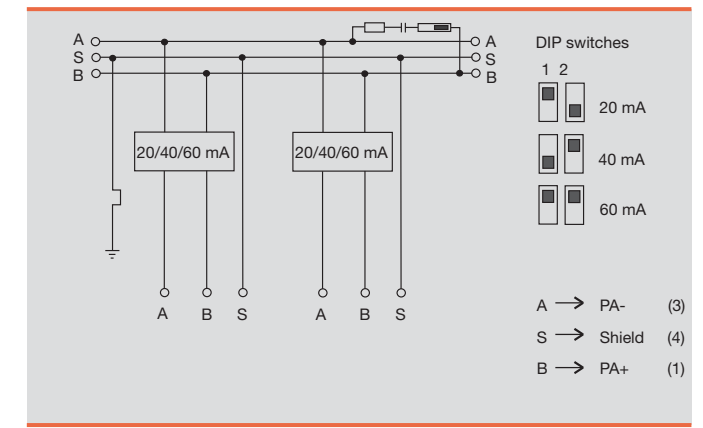 A
S
B
A
S
B
20/40/60 mA
20/40/60 mA
A B S
A B S
DIP switches
1 2
20 mA
40 mA
60 mA
A → PA- (3)
S → Shield (4)
B → PA+ (1)